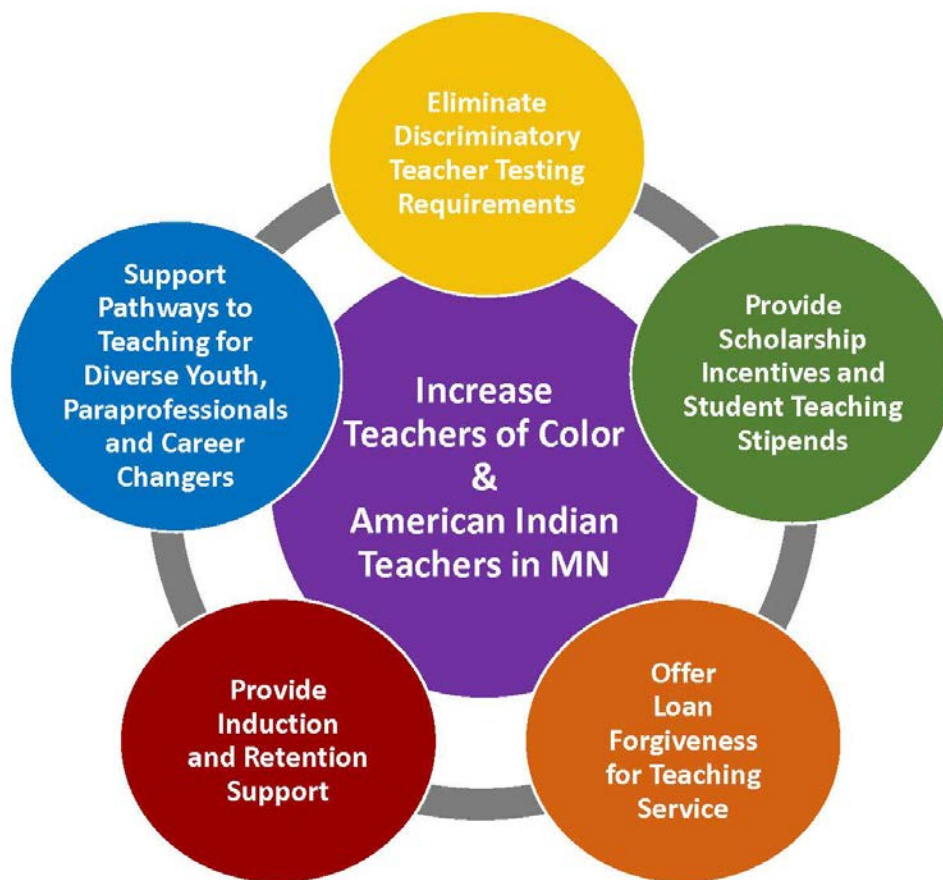 Eliminate
Discriminatory
Teacher Testing
Requirements
Provide
Scholarship
Incentives and
Student Teaching
Stipends
Offer
Loan
Forgiveness
for Teaching
Service
Provide
Induction
and Retention
Support
Support
Pathways to
Teaching for
Diverse Youth,
Paraprofessionals
and Career
Changers
Increase
Teachers of Color
&
American Indian
Teachers in MN